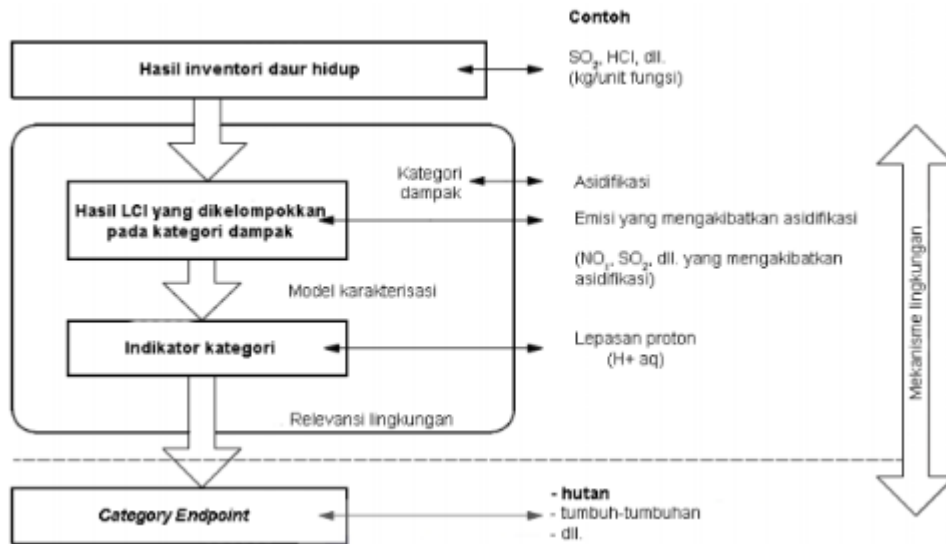 Contoh
Hasil inventori daur hidup
SO2, HCl, dll.
(kg/unit fungsi)
Kategori
dampak
Asidifikasi
Hasil LCI yang dikelompokkan
pada kategori dampak
Emisi yang mengakibatkan asidifikasi
(NO1, SO2, dll. yang mengakibatkan
asidifikasi)
Model karakterisasi
Indikator kategori
Lepasan proton
(H+ aq)
Relevansi lingkungan
Mekanisme lingkungan
Category Endpoint
- hutan
- tumbuh-tumbuhan
- dll.